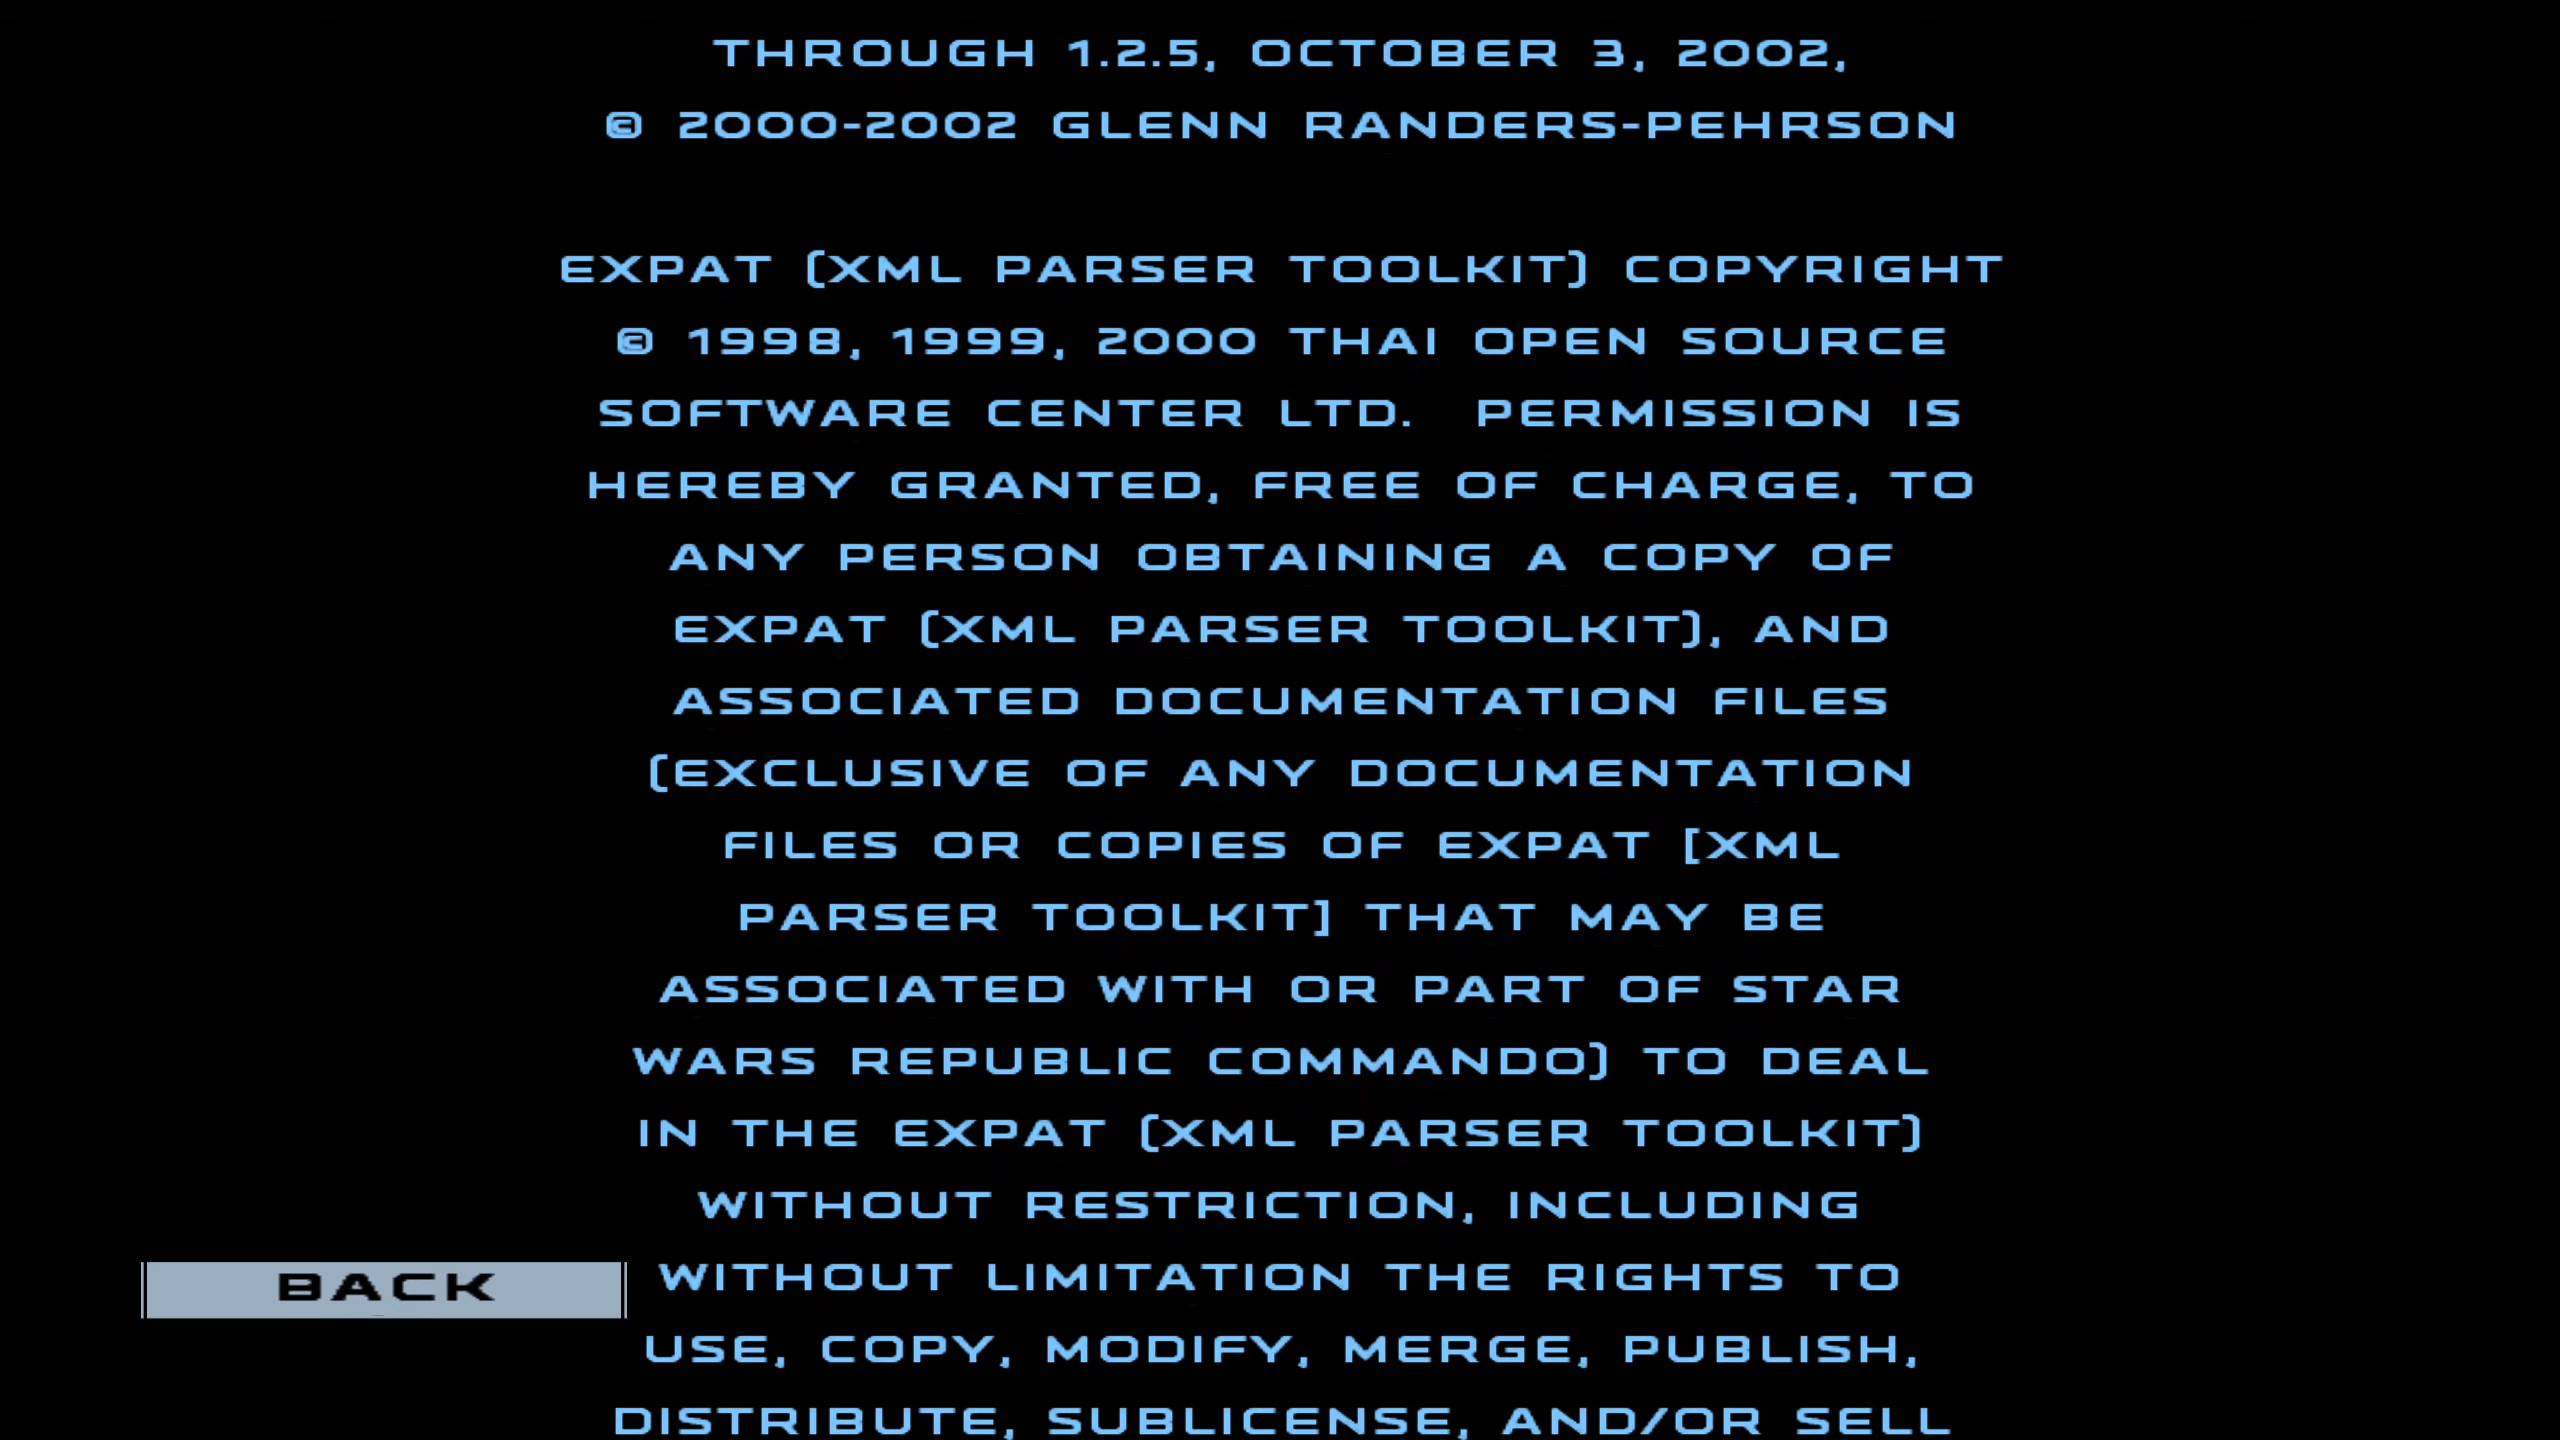 THROUGH 1.2.5, OCTOBER 3, 2002,
© 2000-2002 GLENN RANDERS-PEHRSON
EXPAT (XML PARSER TOOLKIT) COPYRIGHT
© 1998, 1999, 2000 THAI OPEN SOURCE
SOFTWARE CENTER LTD.  PERMISSION IS
HEREBY GRANTED, FREE OF CHARGE, TO
ANY PERSON OBTAINING A COPY OF
EXPAT (XML PARSER TOOLKIT), AND
ASSOCIATED DOCUMENTATION FILES
(EXCLUSIVE OF ANY DOCUMENTATION
FILES OR COPIES OF EXPAT [XML
PARSER TOOLKIT] THAT MAY BE
ASSOCIATED WITH OR PART OF STAR
WARS REPUBLIC COMMANDO) TO DEAL
IN THE EXPAT (XML PARSER TOOLKIT)
WITHOUT RESTRICTION, INCLUDING
WITHOUT LIMITATION THE RIGHTS TO
BACK
USE, COPY, MODIFY, MERGE, PUBLISH,
DISTRIBUTE, SUBLICENSE, AND/OR SELL